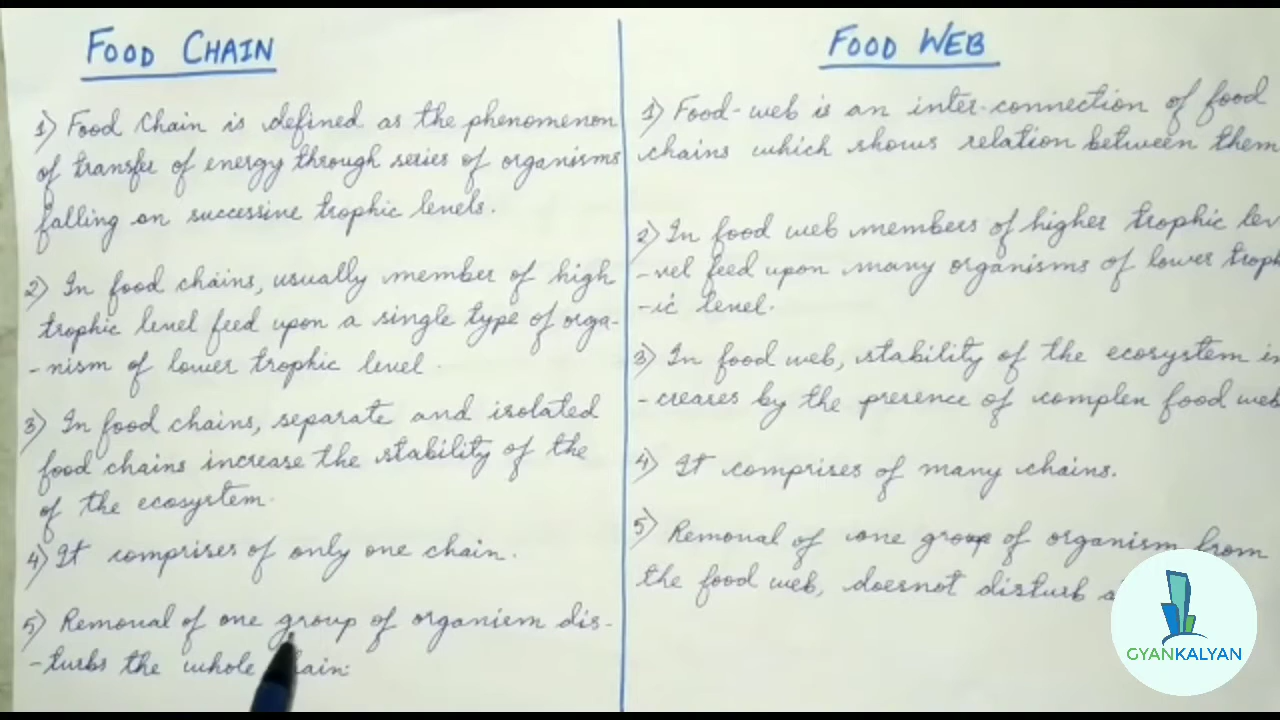 FOOD CHAIN
1) Food Chain is defined as the phenomenon
of transfer of energy through series of organisms
falling on successive trophic levels.
2) In food chains, usually member of high
trophic level feed upon a single type of orga-
-nism of lower trophic level.
3) In food chains, separate and isolated
food chains increase the stability of the
of the ecosystem.
4) It comprises of only one chain.
5) Removal of one group of organism dis-
-turbs the whole chain.
FOOD WEB
1) Food-web is an inter-connection of food
chains which shows relation between them
2) In food web members of higher trophic lev
-vel feed upon many organisms of lower troph
-ic level.
3) In food web, stability of the ecosystem in
-creases by the presence of complex food web
4) It comprises of many chains.
5) Removal of one group of organism from
the food web, doesnot disturb
GYANKALYAN